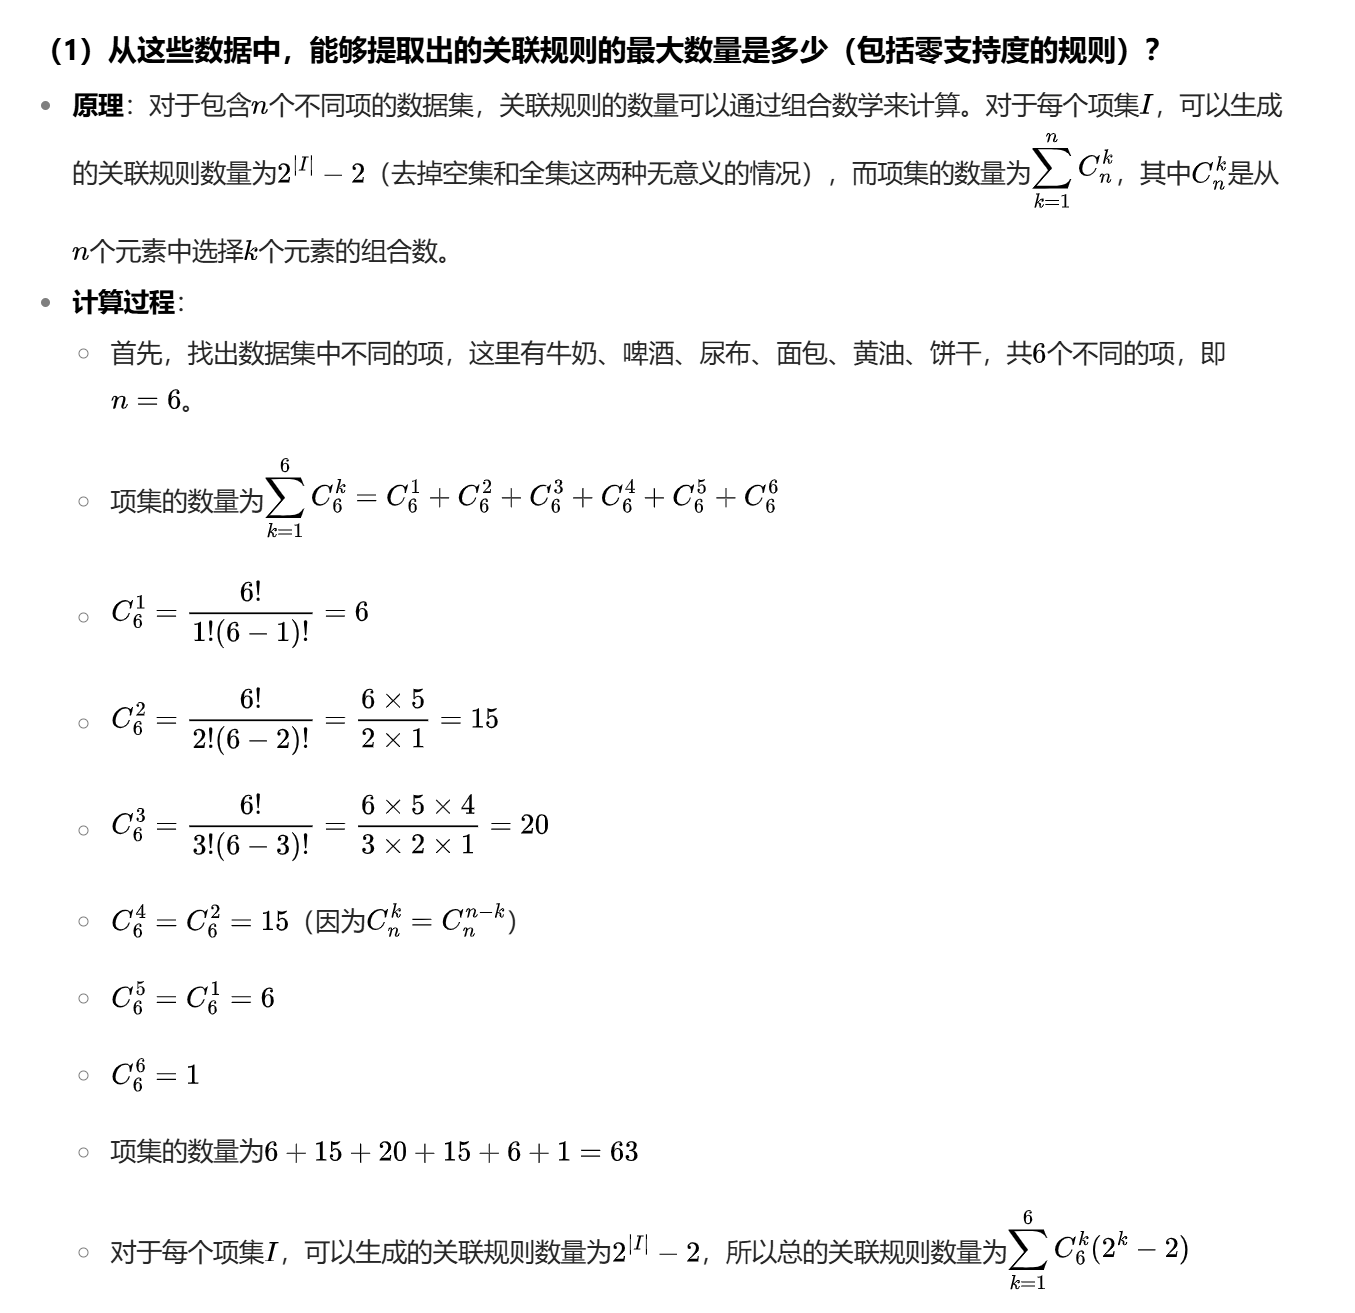 （1）从这些数据中，能够提取出的关联规则的最大数量是多少（包括零支持度的规则）？
• 原理：对于包含$n$个不同项的数据集，关联规则的数量可以通过组合数学来计算。对于每个项集$I$，可以生成
的关联规则数量为$2^{|I|} - 2$（去掉空集和全集这两种无意义的情况），而项集的数量为$\sum_{k=1}^{n} C_n^k$，其中$C_n^k$是从
$n$个元素中选择$k$个元素的组合数。
• 计算过程：
○ 首先，找出数据集中不同的项，这里有牛奶、啤酒、尿布、面包、黄油、饼干，共6个不同的项，即
$n = 6$。
○ 项集的数量为$\sum_{k=1}^{6} C_6^k = C_6^1 + C_6^2 + C_6^3 + C_6^4 + C_6^5 + C_6^6$
○ $C_6^1 = \frac{6!}{1!(6-1)!} = 6$
○ $C_6^2 = \frac{6!}{2!(6-2)!} = \frac{6 \times 5}{2 \times 1} = 15$
○ $C_6^3 = \frac{6!}{3!(6-3)!} = \frac{6 \times 5 \times 4}{3 \times 2 \times 1} = 20$
○ $C_6^4 = C_6^2 = 15$（因为$C_n^k = C_n^{n-k}$）
○ $C_6^5 = C_6^1 = 6$
○ $C_6^6 = 1$
○ 项集的数量为$6 + 15 + 20 + 15 + 6 + 1 = 63$
○ 对于每个项集$I$，可以生成的关联规则数量为$2^{|I|} - 2$，所以总的关联规则数量为$\sum_{k=1}^{6} C_6^k(2^k - 2)$